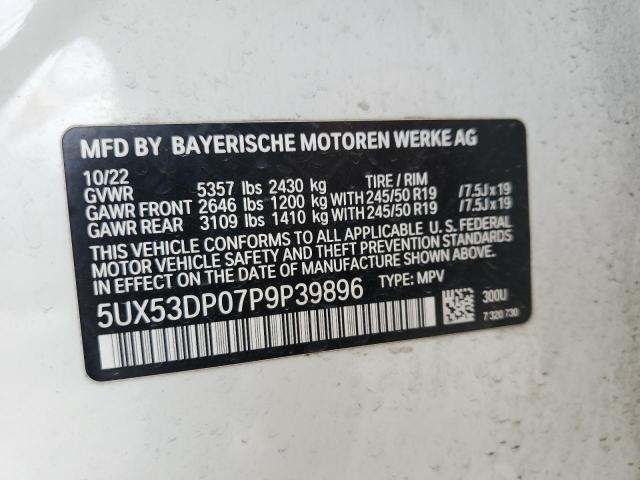 MFD BY BAYERISCHE MOTOREN WERKE AG
10/22 TIRE / RIM
GVWR 5357 lbs 2430 kg
GAWR FRONT 2646 lbs 1200 kg WITH 245/50 R19 /7.5J x 19
GAWR REAR 3109 lbs 1410 kg WITH 245/50 R19 /7.5J x 19
THIS VEHICLE CONFORMS TO ALL APPLICABLE U. S. FEDERAL
MOTOR VEHICLE SAFETY AND THEFT PREVENTION STANDARDS
IN EFFECT ON THE DATE OF MANUFACTURE SHOWN ABOVE.
5UX53DP07P9P39896 TYPE: MPV
300U
7 320 730